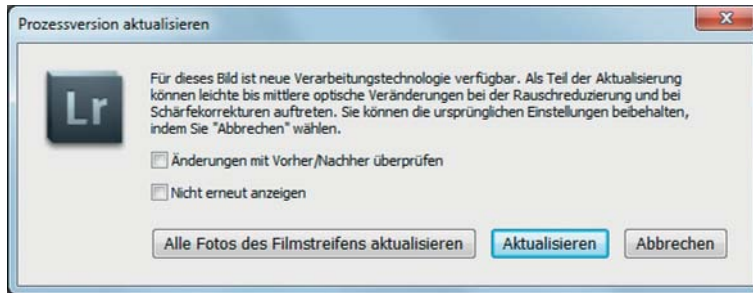 Prozessversion aktualisieren
Lr
Für dieses Bild ist neue Verarbeitungstechnologie verfügbar. Als Teil der Aktualisierung
können leichte bis mittlere optische Veränderungen bei der Rauschreduzierung und bei
Schärfekorrekturen auftreten. Sie können die ursprünglichen Einstellungen beibehalten,
indem Sie "Abbrechen" wählen.
Änderungen mit Vorher/Nachher überprüfen
Nicht erneut anzeigen
Alle Fotos des Filmstreifens aktualisieren Aktualisieren Abbrechen